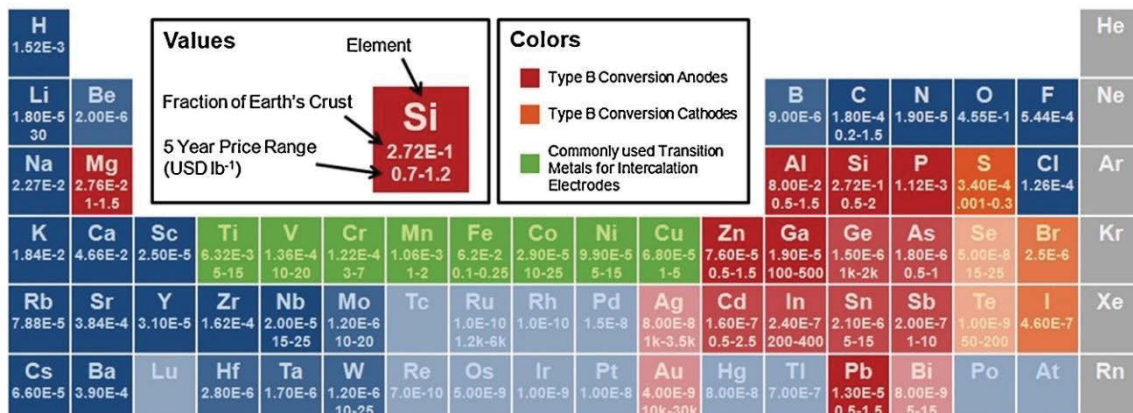 H
He
1.52E-3
Values
Element
Fraction of Earth's Crust
5 Year Price Range
(USD lb⁻¹)
Si
2.72E-1
0.7-1.2
Colors
Type B Conversion Anodes
Type B Conversion Cathodes
Commonly used Transition
Metals for Intercalation
Electrodes
Li Be B C N O F Ne
1.80E-5 2.00E-6 9.00E-6 1.80E-4 1.90E-5 4.55E-1 5.44E-4
30 0.2-1.5
Na Mg Al Si P S Cl Ar
2.27E-2 2.76E-2 8.00E-2 2.72E-1 1.12E-3 3.40E-4 1.26E-4
1-1.5 0.5-1.5 0.5-2 .001-0.3
K Ca Sc Ti V Cr Mn Fe Co Ni Cu Zn Ga Ge As Se Br Kr
1.84E-2 4.66E-2 2.50E-5 6.32E-3 1.36E-4 1.22E-4 1.06E-3 6.2E-2 2.90E-5 9.90E-5 6.80E-5 7.60E-5 1.90E-5 1.50E-6 1.80E-6 5.00E-8 2.5E-6
5-15 10-20 3-7 1-2 0.1-0.25 10-25 5-15 1-5 0.5-1.5 100-500 1k-2k 0.5-1 15-25
Rb Sr Y Zr Nb Mo Tc Ru Rh Pd Ag Cd In Sn Sb Te I Xe
7.88E-5 3.84E-4 3.10E-5 1.62E-4 2.00E-5 1.20E-6 1.0E-10 1.0E-10 1.5E-8 8.00E-8 1.60E-7 2.40E-7 2.10E-6 2.00E-7 1.00E-9 4.60E-7
15-25 10-20 1.2k-6k 1k-3.5k 0.5-2.5 200-400 5-15 1-10 50-200
Cs Ba Lu Hf Ta W Re Os Ir Pt Au Hg Tl Pb Bi Po At Rn
6.60E-5 3.90E-4 2.80E-6 1.70E-6 1.20E-6 7.0E-10 5.00E-9 1.00E-9 1.00E-8 4.00E-9 8.00E-8 7.00E-7 1.30E-5 8.00E-9
10-25 10k-30k 0.5-1.5 5-15